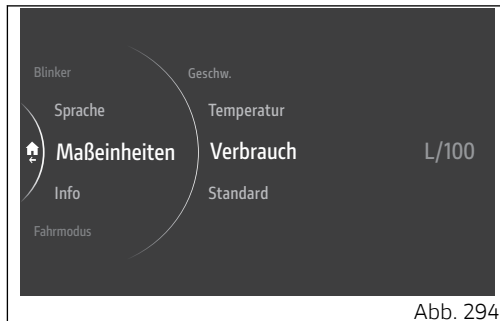 Blinker
Geschw.
Sprache
Temperatur
Maßeinheiten
Verbrauch
L/100
Info
Standard
Fahrmodus
Abb. 294